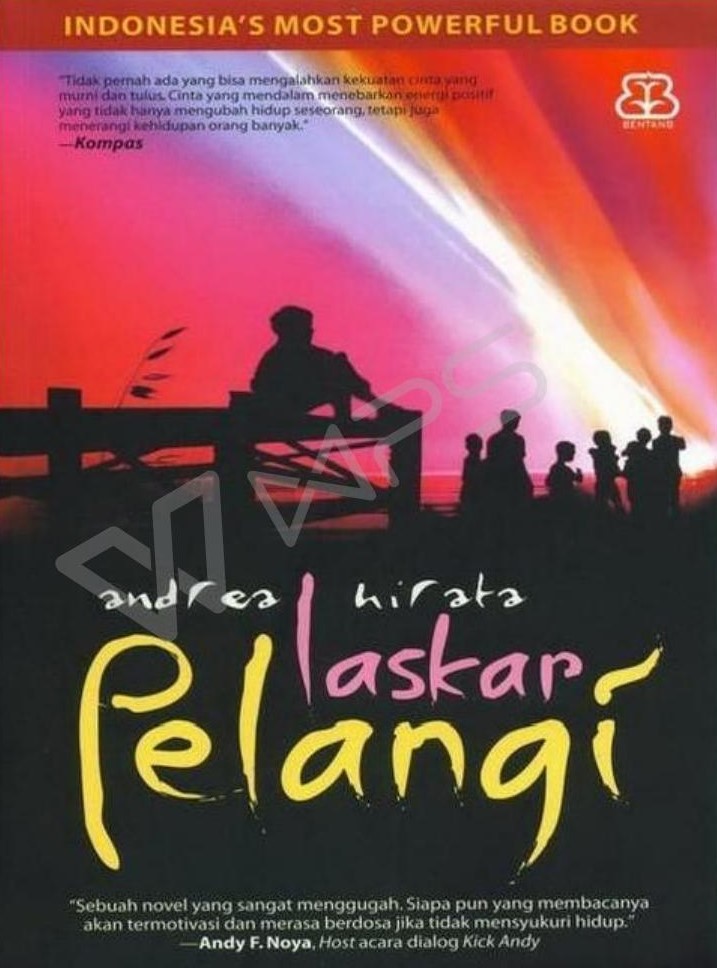 INDONESIA'S MOST POWERFUL BOOK
"Tidak pernah ada yang bisa mengalahkan kekuatan cinta yang
murni dan tulus. Cinta yang mendalam menebarkan energi positif
yang tidak hanya mengubah hidup seseorang, tetapi juga
menerangi kehidupan orang banyak."
—Kompas
BENTANG
WPS
andrea hirata
laskar
Pelangi
"Sebuah novel yang sangat menggugah. Siapa pun yang membacanya
akan termotivasi dan merasa berdosa jika tidak mensyukuri hidup."
—Andy F. Noya, Host acara dialog Kick Andy